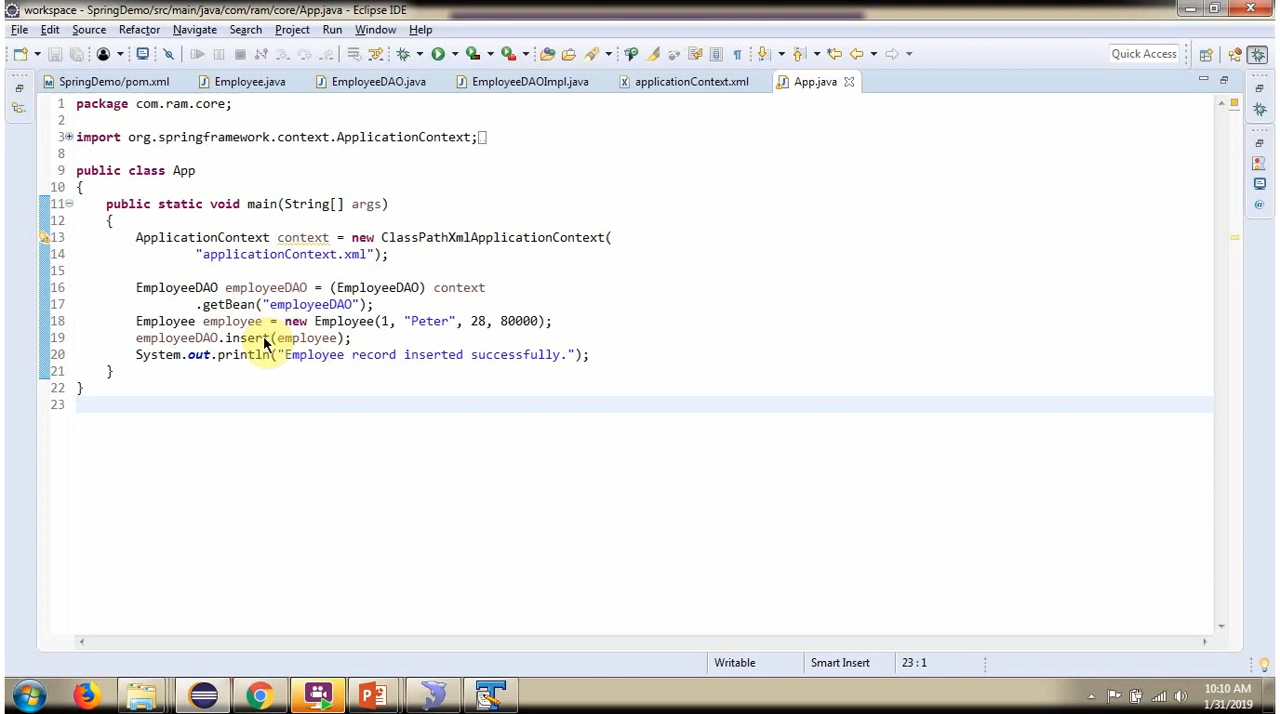 workspace - SpringDemo/src/main/java/com/ram/core/App.java - Eclipse IDE
File Edit Source Refactor Navigate Search Project Run Window Help
Quick Access
SpringDemo/pom.xml Employee.java EmployeeDAO.java EmployeeDAOImpl.java applicationContext.xml App.java
1 package com.ram.core;
2
3 import org.springframework.context.ApplicationContext;
8
9 public class App
10 {
11 public static void main(String[] args)
12 {
13 ApplicationContext context = new ClassPathXmlApplicationContext(
14 "applicationContext.xml");
15
16 EmployeeDAO employeeDAO = (EmployeeDAO) context
17 .getBean("employeeDAO");
18 Employee employee = new Employee(1, "Peter", 28, 80000);
19 employeeDAO.insert(employee);
20 System.out.println("Employee record inserted successfully.");
21 }
22 }
23
Writable Smart Insert 23 : 1
10:10 AM
1/31/2019